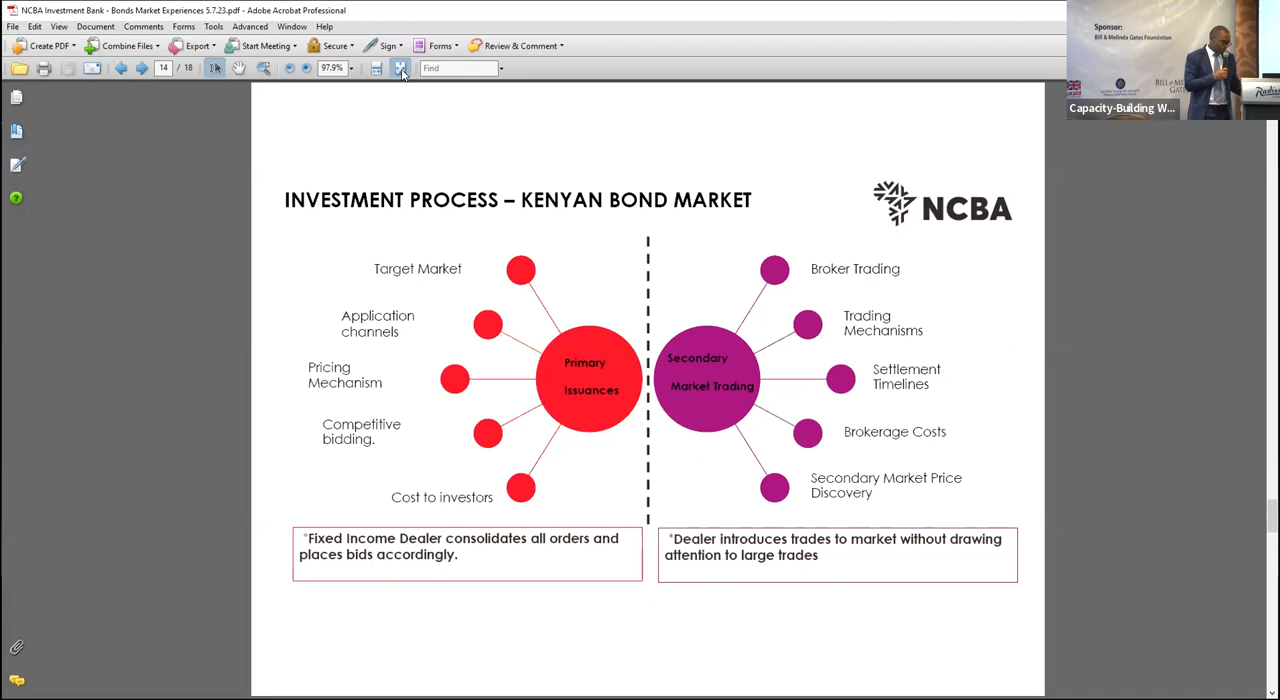 NCBA Investment Bank - Bonds Market Experiences 5.7.23.pdf - Adobe Acrobat Professional
File Edit View Document Comments Forms Tools Advanced Window Help
Create PDF Combine Files Export Start Meeting Secure Sign Forms Review & Comment
14 / 18 97.9% Find
Sponsor:
Bill & Melinda Gates Foundation
BILL & ME
GATE
Radiss
Capacity-Building W...
INVESTMENT PROCESS – KENYAN BOND MARKET
NCBA
Target Market
Application
channels
Pricing
Mechanism
Competitive
bidding.
Cost to investors
Primary
Issuances
Secondary
Market Trading
Broker Trading
Trading
Mechanisms
Settlement
Timelines
Brokerage Costs
Secondary Market Price
Discovery
*Fixed Income Dealer consolidates all orders and
places bids accordingly.
*Dealer introduces trades to market without drawing
attention to large trades